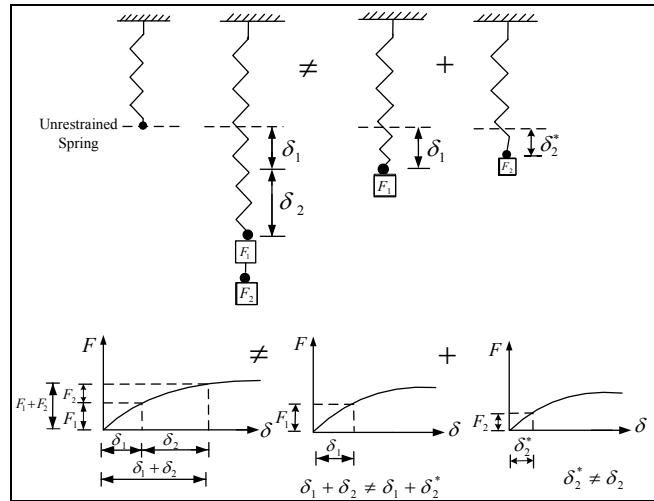 ≠ +
Unrestrained
Spring
δ₁
δ₂
δ₁
δ₂*
F₁
F₂
F₁
F₂
F ≠ F + F
F₁+F₂
F₂
F₁
δ₁ δ₂
δ₁ + δ₂
δ
F₁
δ₁
δ
F₂
δ₂*
δ
δ₁ + δ₂ ≠ δ₁ + δ₂*
δ₂* ≠ δ₂